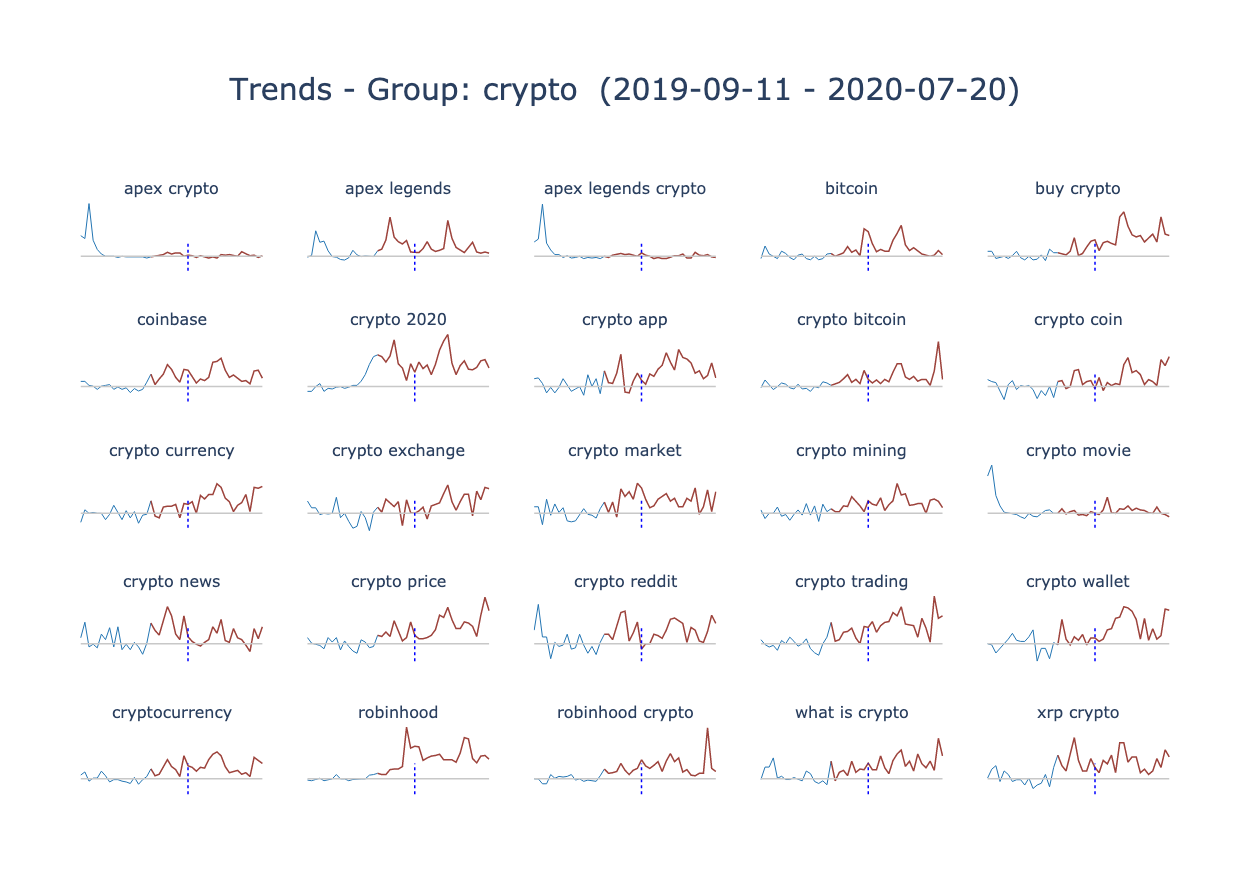 Trends - Group: crypto  (2019-09-11 - 2020-07-20)
apex crypto
apex legends
apex legends crypto
bitcoin
buy crypto
coinbase
crypto 2020
crypto app
crypto bitcoin
crypto coin
crypto currency
crypto exchange
crypto market
crypto mining
crypto movie
crypto news
crypto price
crypto reddit
crypto trading
crypto wallet
cryptocurrency
robinhood
robinhood crypto
what is crypto
xrp crypto